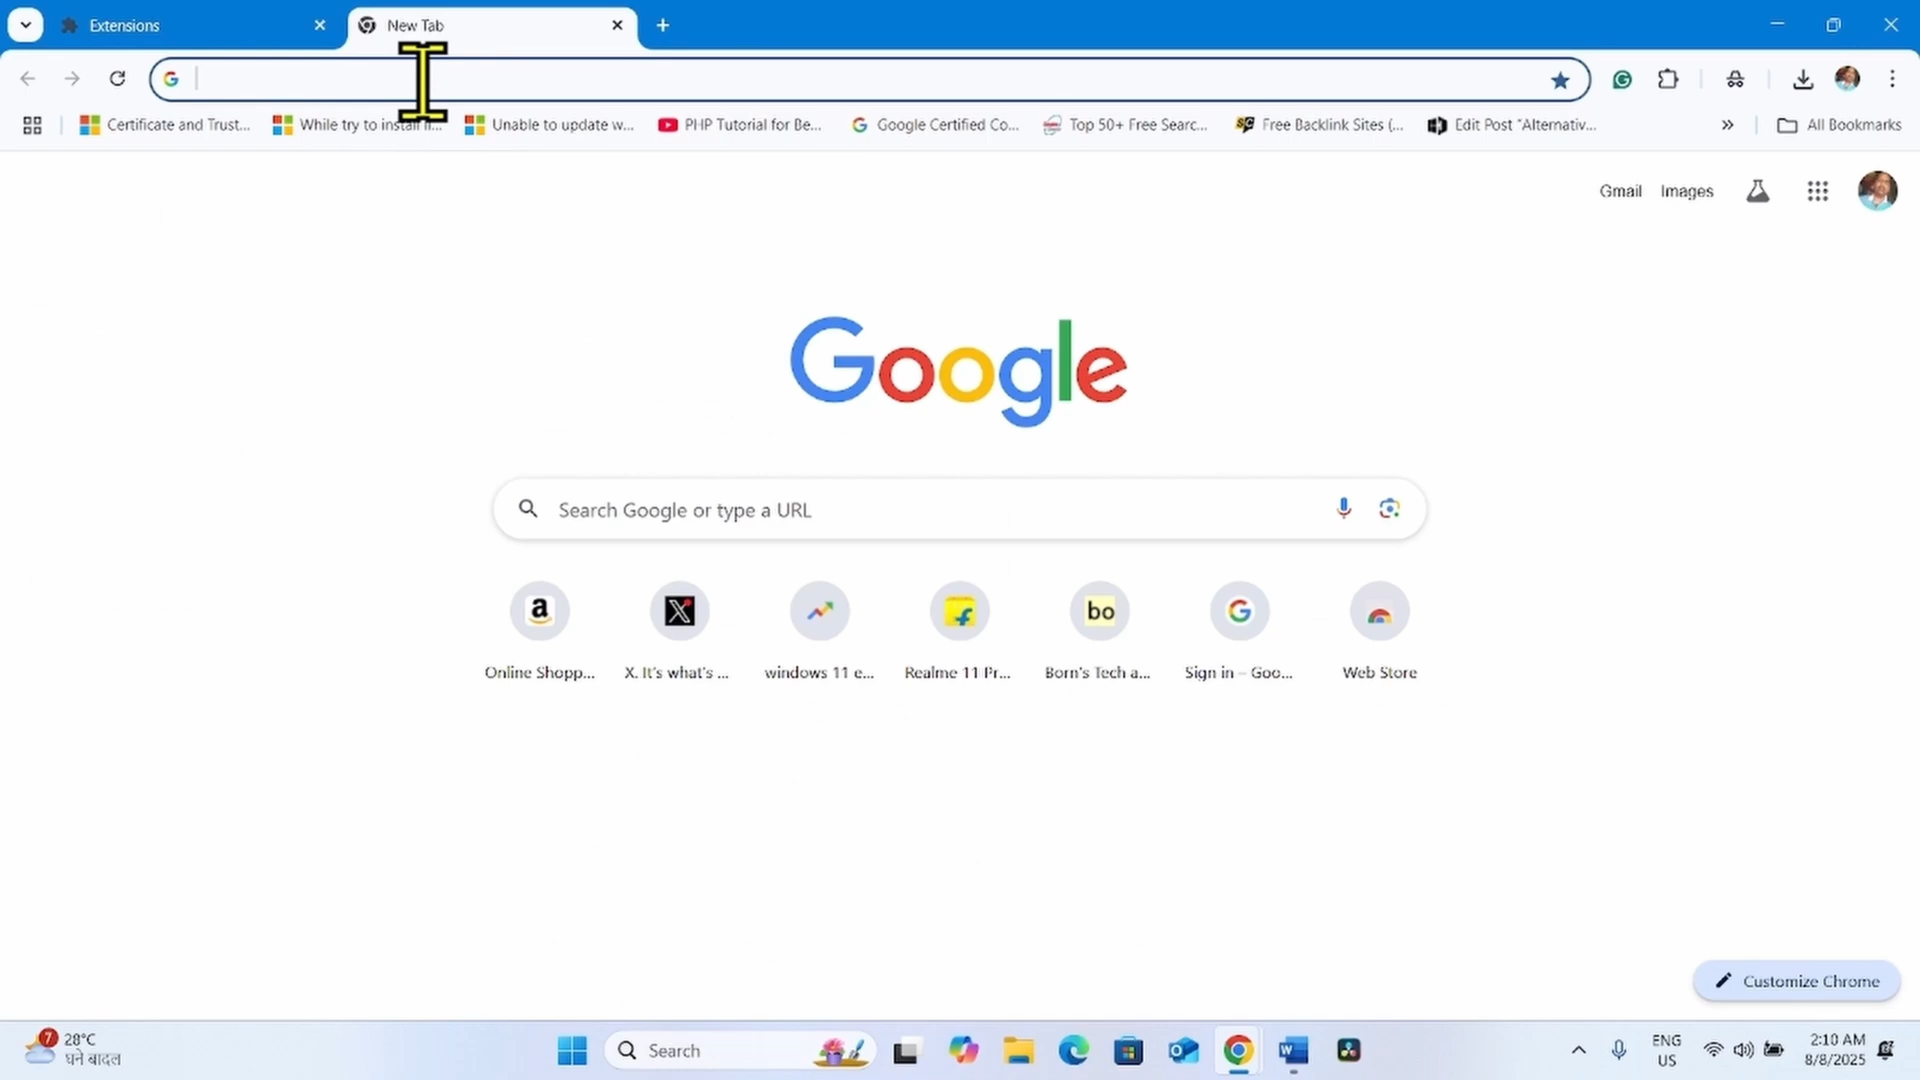 Extensions
New Tab
Certificate and Trust...
While try to install li...
Unable to update w...
PHP Tutorial for Be...
Google Certified Co...
Top 50+ Free Searc...
Free Backlink Sites (...
Edit Post "Alternativ...
All Bookmarks
Gmail
Images
Google
Search Google or type a URL
Online Shopp...
X. It's what's ...
windows 11 e...
Realme 11 Pr...
Born's Tech a...
Sign in – Goo...
Web Store
Customize Chrome
7
28°C
घने बादल
Search
ENG
US
2:10 AM
8/8/2025